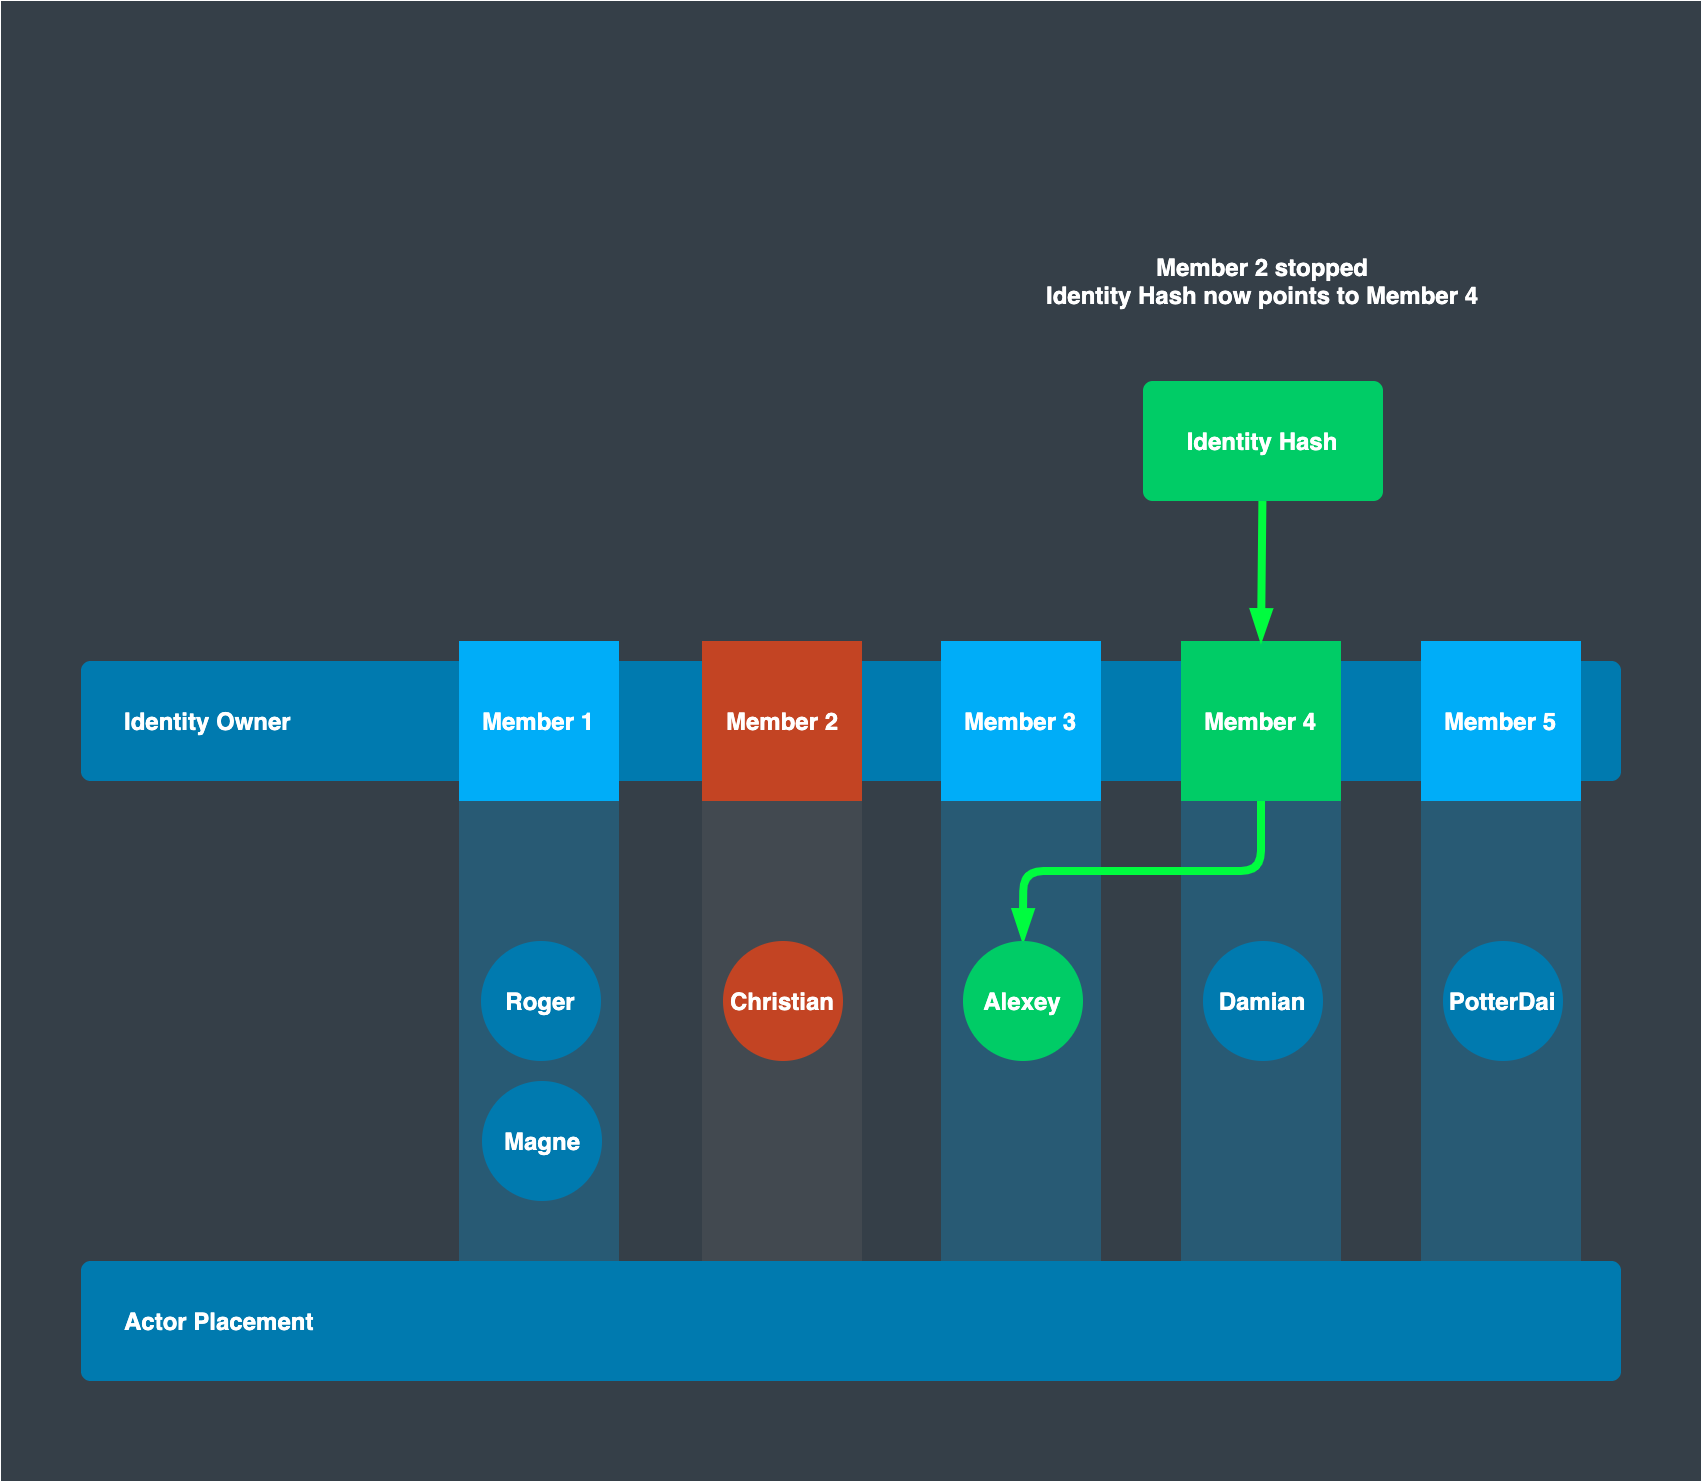 Member 2 stopped
Identity Hash now points to Member 4
Identity Hash
Identity Owner
Member 1
Member 2
Member 3
Member 4
Member 5
Roger
Christian
Alexey
Damian
PotterDai
Magne
Actor Placement